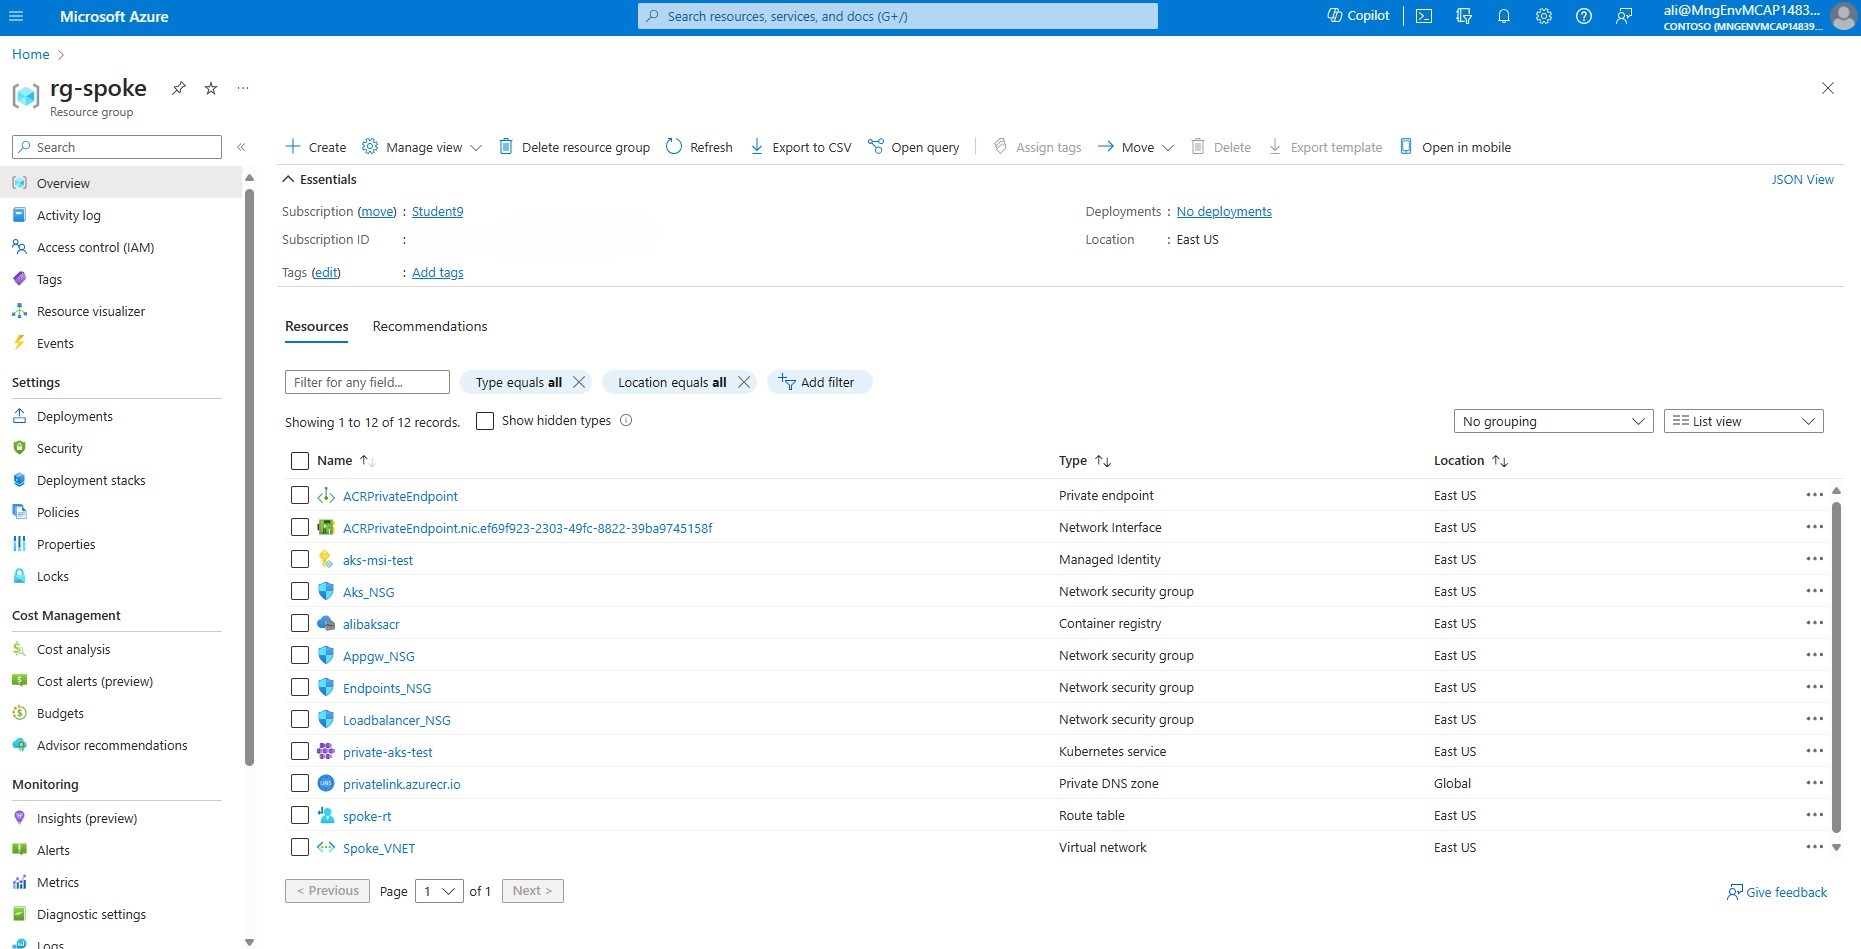 Microsoft Azure
Search resources, services, and docs (G+/)
Copilot
ali@MngEnvMCAP1483...
CONTOSO (MNGENVMCAP14839...
Home
rg-spoke
Resource group
Search
Overview
Activity log
Access control (IAM)
Tags
Resource visualizer
Events
Settings
Deployments
Security
Deployment stacks
Policies
Properties
Locks
Cost Management
Cost analysis
Cost alerts (preview)
Budgets
Advisor recommendations
Monitoring
Insights (preview)
Alerts
Metrics
Diagnostic settings
Logs
Create Manage view Delete resource group Refresh Export to CSV Open query Assign tags Move Delete Export template Open in mobile
Essentials
JSON View
Subscription (move) : Student9
Subscription ID :
Tags (edit) : Add tags
Deployments : No deployments
Location : East US
Resources Recommendations
Filter for any field... Type equals all Location equals all Add filter
Showing 1 to 12 of 12 records. Show hidden types No grouping List view
Name Type Location
ACRPrivateEndpoint Private endpoint East US
ACRPrivateEndpoint.nic.ef69f923-2303-49fc-8822-39ba9745158f Network Interface East US
aks-msi-test Managed Identity East US
Aks_NSG Network security group East US
alibaksacr Container registry East US
Appgw_NSG Network security group East US
Endpoints_NSG Network security group East US
Loadbalancer_NSG Network security group East US
private-aks-test Kubernetes service East US
privatelink.azurecr.io Private DNS zone Global
spoke-rt Route table East US
Spoke_VNET Virtual network East US
< Previous Page 1 of 1 Next >
Give feedback